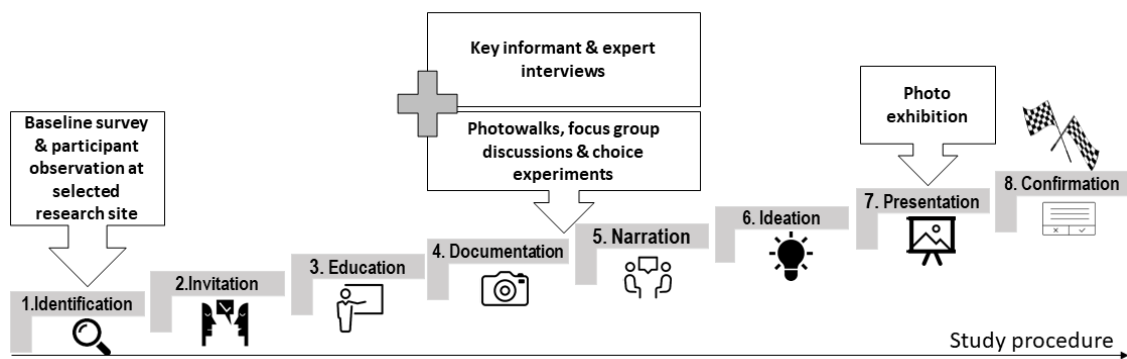 Key informant & expert
interviews
Photo
exhibition
Baseline survey
& participant
observation at
selected
research site
Photowalks, focus group
discussions & choice
experiments
1.Identification
2.Invitation
3. Education
4. Documentation
5. Narration
6. Ideation
7. Presentation
8. Confirmation
Study procedure